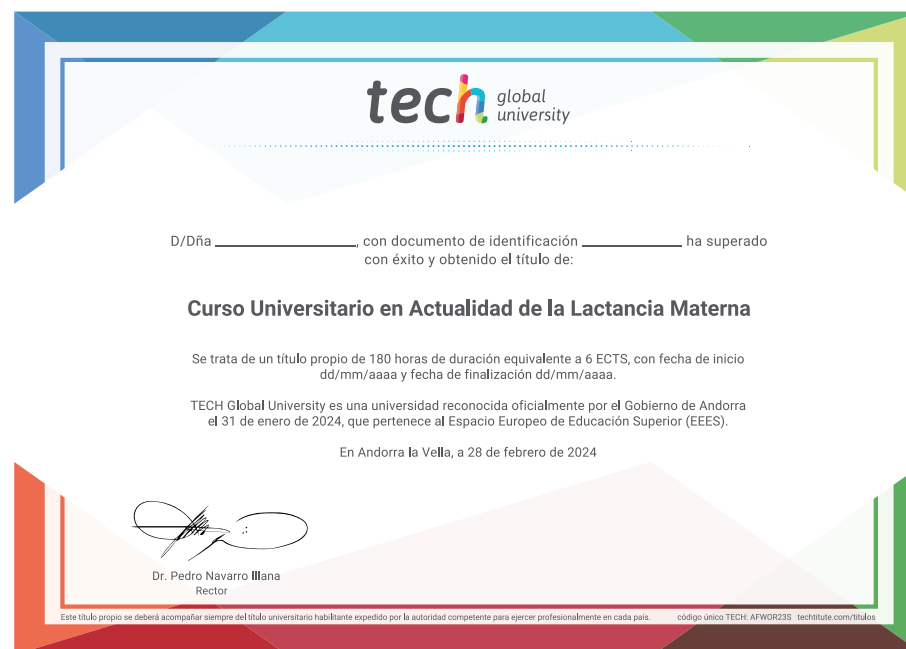 tech global university
D/Dña ____________, con documento de identificación ____________ ha superado
con éxito y obtenido el título de:
Curso Universitario en Actualidad de la Lactancia Materna
Se trata de un título propio de 180 horas de duración equivalente a 6 ECTS, con fecha de inicio
dd/mm/aaaa y fecha de finalización dd/mm/aaaa.
TECH Global University es una universidad reconocida oficialmente por el Gobierno de Andorra
el 31 de enero de 2024, que pertenece al Espacio Europeo de Educación Superior (EEES).
En Andorra la Vella, a 28 de febrero de 2024
Dr. Pedro Navarro Illana
Rector
Este título propio se deberá acompañar siempre del título universitario habilitante expedido por la autoridad competente para ejercer profesionalmente en cada país. código único TECH: AFWOR23S techtitute.com/titulos